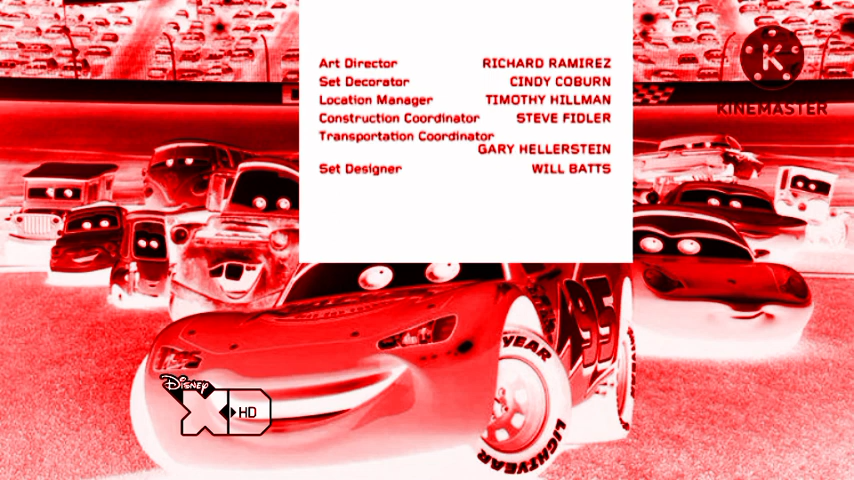 Art Director RICHARD RAMIREZ
Set Decorator CINDY COBURN
Location Manager TIMOTHY HILLMAN
Construction Coordinator STEVE FIDLER
Transportation Coordinator
GARY HELLERSTEIN
Set Designer WILL BATTS
K
KINEMASTER
95
YEAR
LIGHTYEAR
DISNEY
XD HD